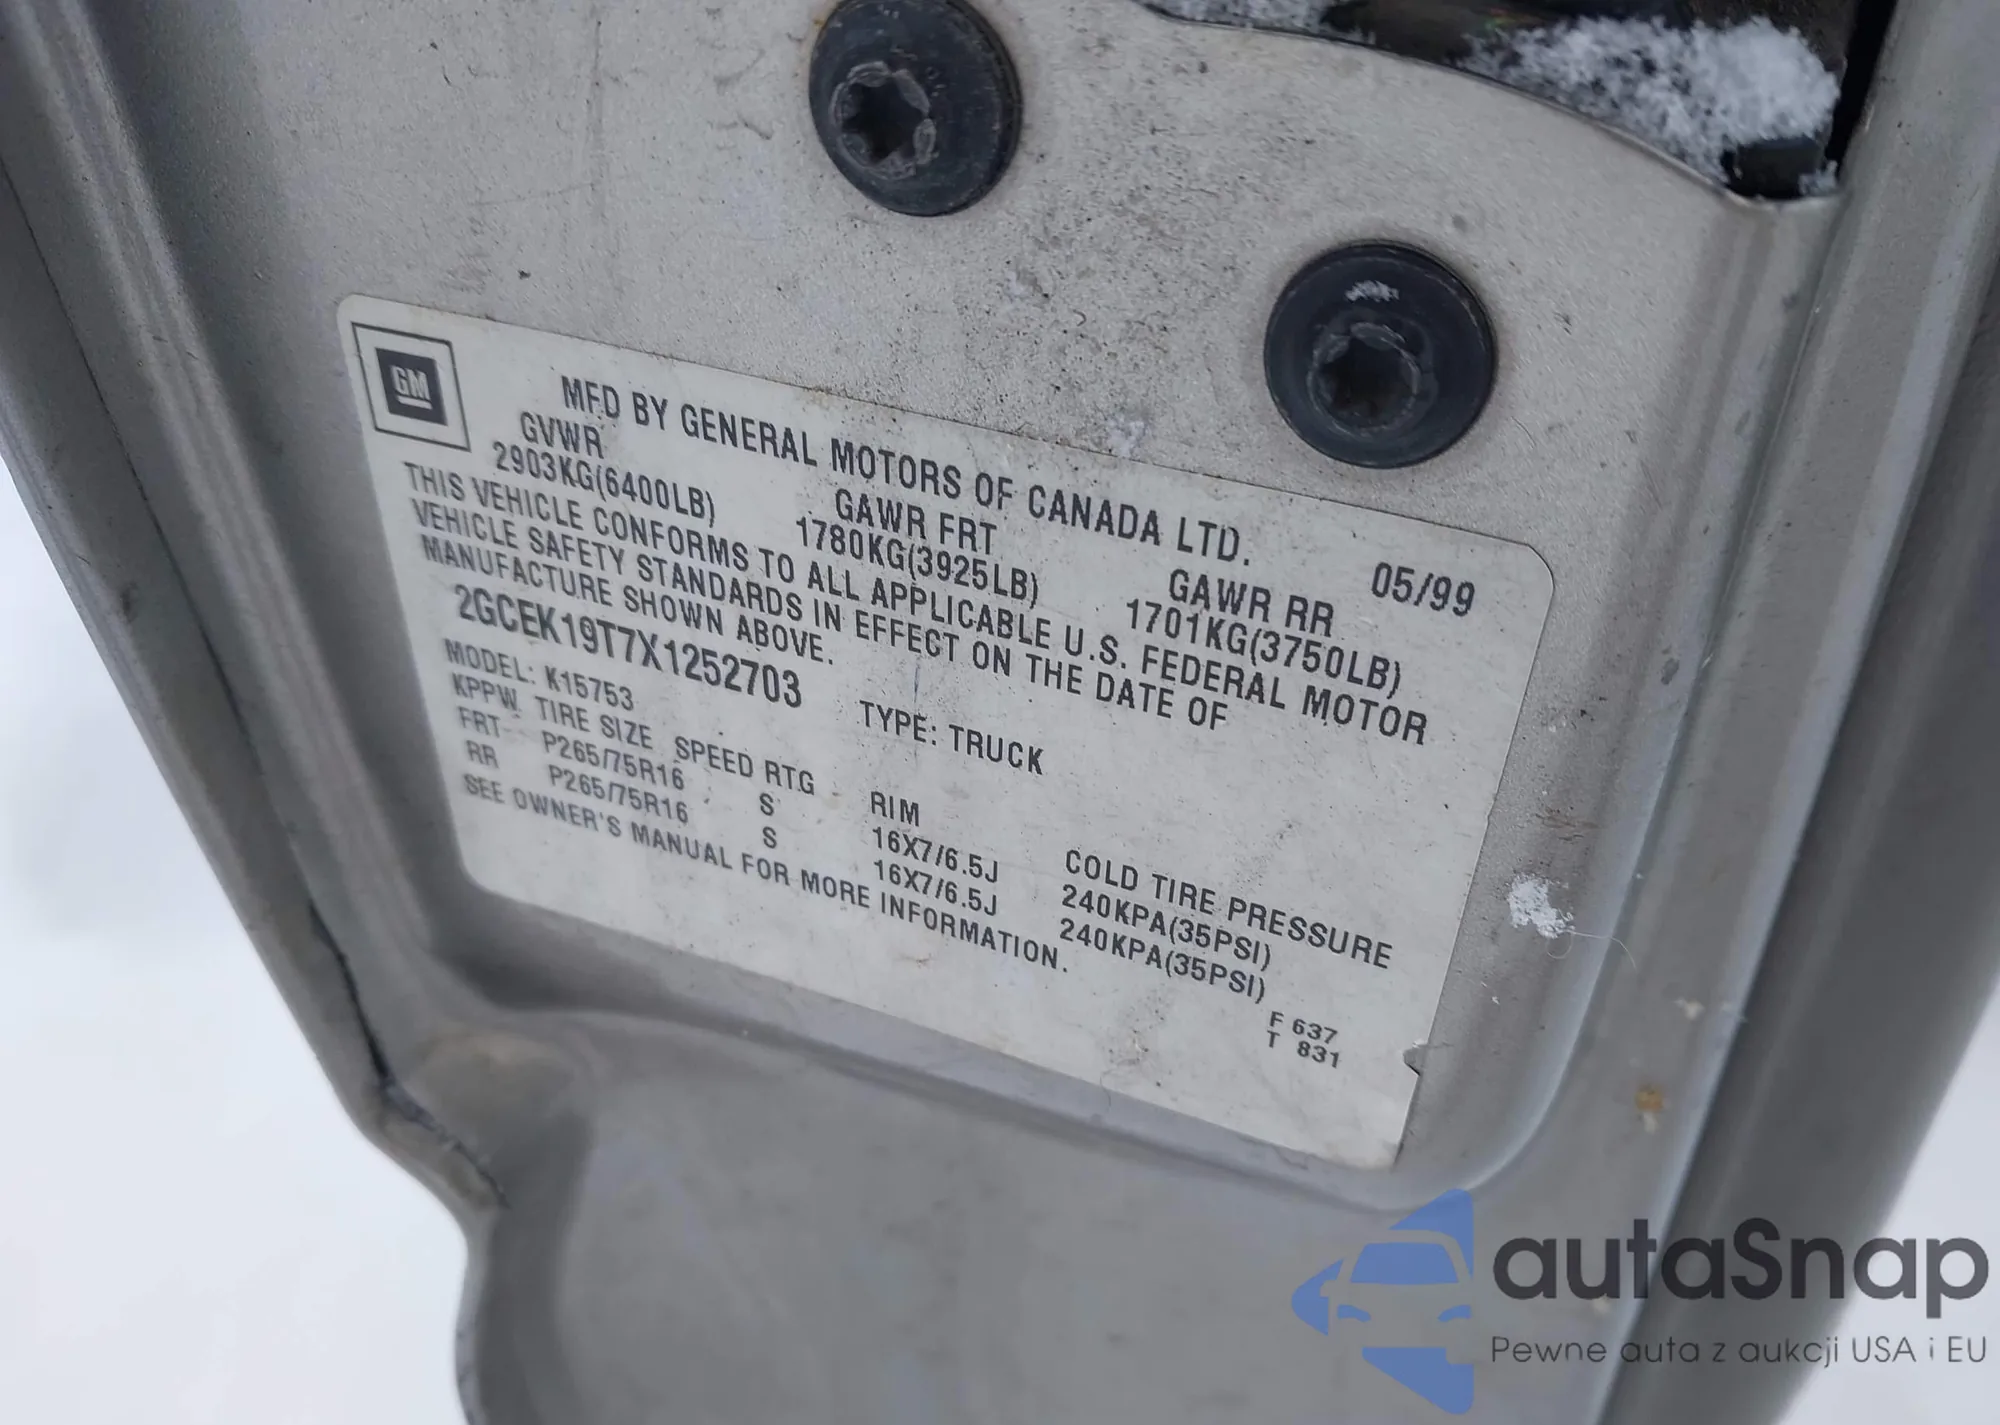 GM
MFD BY GENERAL MOTORS OF CANADA LTD.
05/99
GVWR GAWR FRT GAWR RR
2903KG(6400LB) 1780KG(3925LB) 1701KG(3750LB)
THIS VEHICLE CONFORMS TO ALL APPLICABLE U.S. FEDERAL MOTOR
VEHICLE SAFETY STANDARDS IN EFFECT ON THE DATE OF
MANUFACTURE SHOWN ABOVE.
2GCEK19T7X1252703 TYPE: TRUCK
MODEL: K15753
KPPW TIRE SIZE SPEED RTG RIM COLD TIRE PRESSURE
FRT P265/75R16 S 16X7/6.5J 240KPA(35PSI)
RR P265/75R16 S 16X7/6.5J 240KPA(35PSI)
SEE OWNER'S MANUAL FOR MORE INFORMATION.
F 637
T 831
autaSnap
Pewne auta z aukcji USA i EU